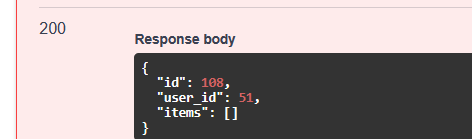 200
Response body
{
  "id": 108,
  "user_id": 51,
  "items": []
}